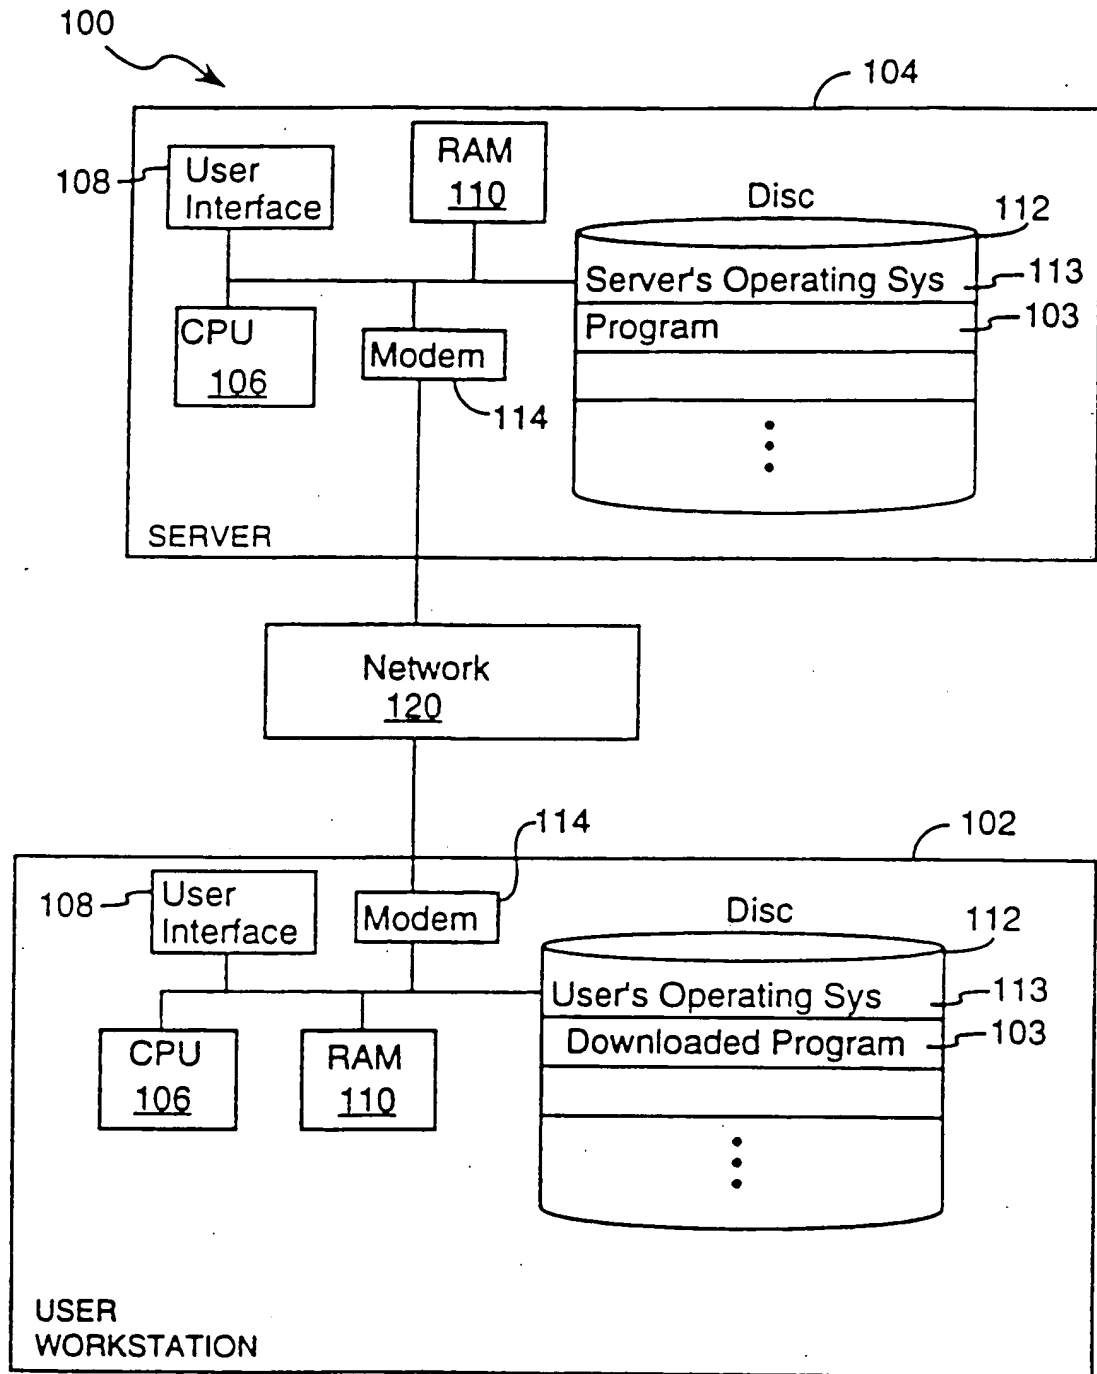 100
104
108
User
Interface
RAM
110
Disc
112
Server's Operating Sys
113
CPU
106
Modem
114
Program
103
SERVER
Network
120
114
102
108
User
Interface
Modem
Disc
112
User's Operating Sys
113
CPU
106
RAM
110
Downloaded Program
103
USER
WORKSTATION